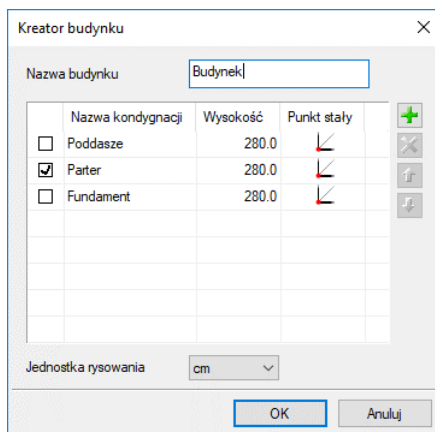 Kreator budynku
Nazwa budynku Budynek
Nazwa kondygnacji Wysokość Punkt stały
Poddasze 280.0
Parter 280.0
Fundament 280.0
Jednostka rysowania cm
OK Anuluj